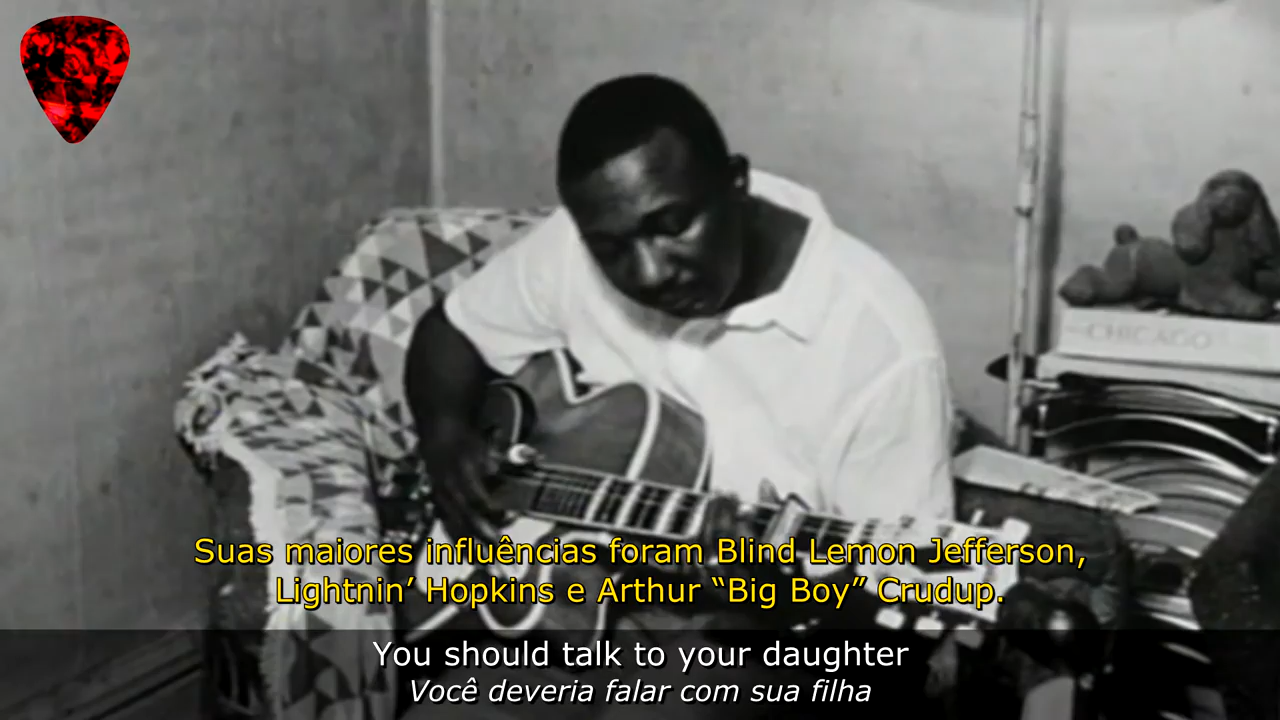 CHICAGO
Suas maiores influências foram Blind Lemon Jefferson,
Lightnin’ Hopkins e Arthur “Big Boy” Crudup.
You should talk to your daughter
Você deveria falar com sua filha